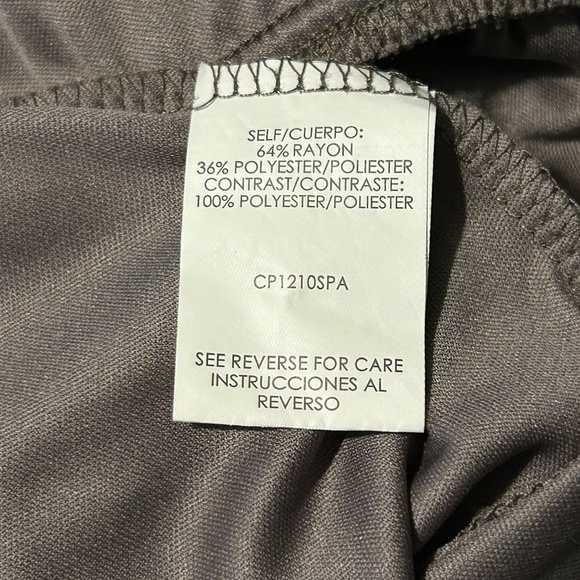 SELF/CUERPO:
64% RAYON
36% POLYESTER/POLIESTER
CONTRAST/CONTRASTE:
100% POLYESTER/POLIESTER
CP1210SPA
SEE REVERSE FOR CARE
INSTRUCCIONES AL
REVERSO